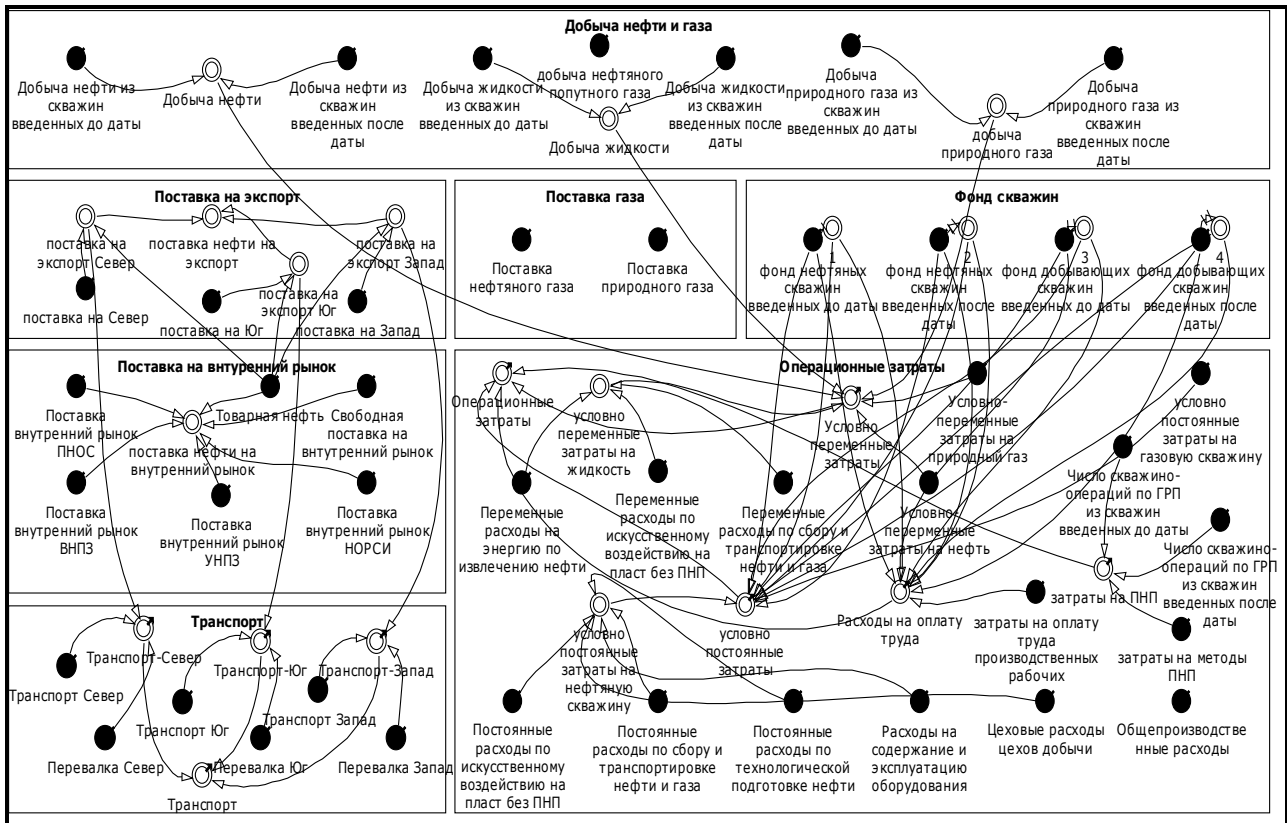 Добыча нефти и газа
Добыча нефти из
скважин
введенных до даты
Добыча нефти
Добыча нефти из
скважин
введенных после
даты
Добыча жидкости
из скважин
введенных до даты
добыча нефтяного
попутного газа
Добыча жидкости
Добыча жидкости
из скважин
введенных после
даты
Добыча
природного газа из
скважин
введенных до даты
добыча
природного газа
Добыча
природного газа из
скважин
введенных после
даты
Поставка на экспорт
поставка на
экспорт Север
поставка нефти на
экспорт
поставка на
экспорт Запад
поставка на
экспорт Юг
поставка на Север
поставка на Юг
поставка на Запад
Поставка газа
Поставка
нефтяного газа
Поставка
природного газа
Фонд скважин
1
фонд нефтяных
скважин
введенных до даты
2
фонд нефтяных
скважин
введенных после
даты
3
фонд добывающих
скважин
введенных до даты
4
фонд добывающих
скважин
введенных после
даты
Поставка на внтуренний рынок
Поставка
внутренний рынок
ПНОС
Товарная нефть
поставка нефти на
внутренний рынок
Свободная
поставка на
внтутренний рынок
Поставка
внутренний рынок
ВНПЗ
Поставка
внутренний рынок
УНПЗ
Поставка
внутренний рынок
НОРСИ
Операционные затраты
Операционные
затраты
условно
переменные
затраты на
жидкость
Условно
переменные
затраты
Условно-
переменные
затраты на
природный газ
условно
постоянные
затраты на
газовую скважину
Переменные
расходы на
энергию по
извлечению нефти
Переменные
расходы по
искусственному
воздействию на
пласт без ПНП
Переменные
расходы по сбору и
транспортировке
нефти и газа
Условно-
перерменные
затраты на нефть
Число скважино-
операций по ГРП
из скважин
введенных до даты
Число скважино-
операций по ГРП
из скважин
введенных после
даты
условно
постоянные
затраты на
нефтяную
скважину
условно
постоянные
затраты
Расходы на оплату
труда
затраты на оплату
труда
производственных
рабочих
затраты на ПНП
затраты на методы
ПНП
Постоянные
расходы по
искусственному
воздействию на
пласт без ПНП
Постоянные
расходы по сбору и
транспортировке
нефти и газа
Постоянные
расходы по
технологической
подготовке нефти
Расходы на
содержание и
эксплуатацию
оборудования
Цеховые расходы
цехов добычи
Общепроизводстве
нные расходы
Транспорт
Транспорт-Север
Транспорт-Юг
Транспорт-Запад
Транспорт Север
Транспорт Юг
Транспорт Запад
Перевалка Север
Перевалка Юг
Перевалка Запад
Транспорт